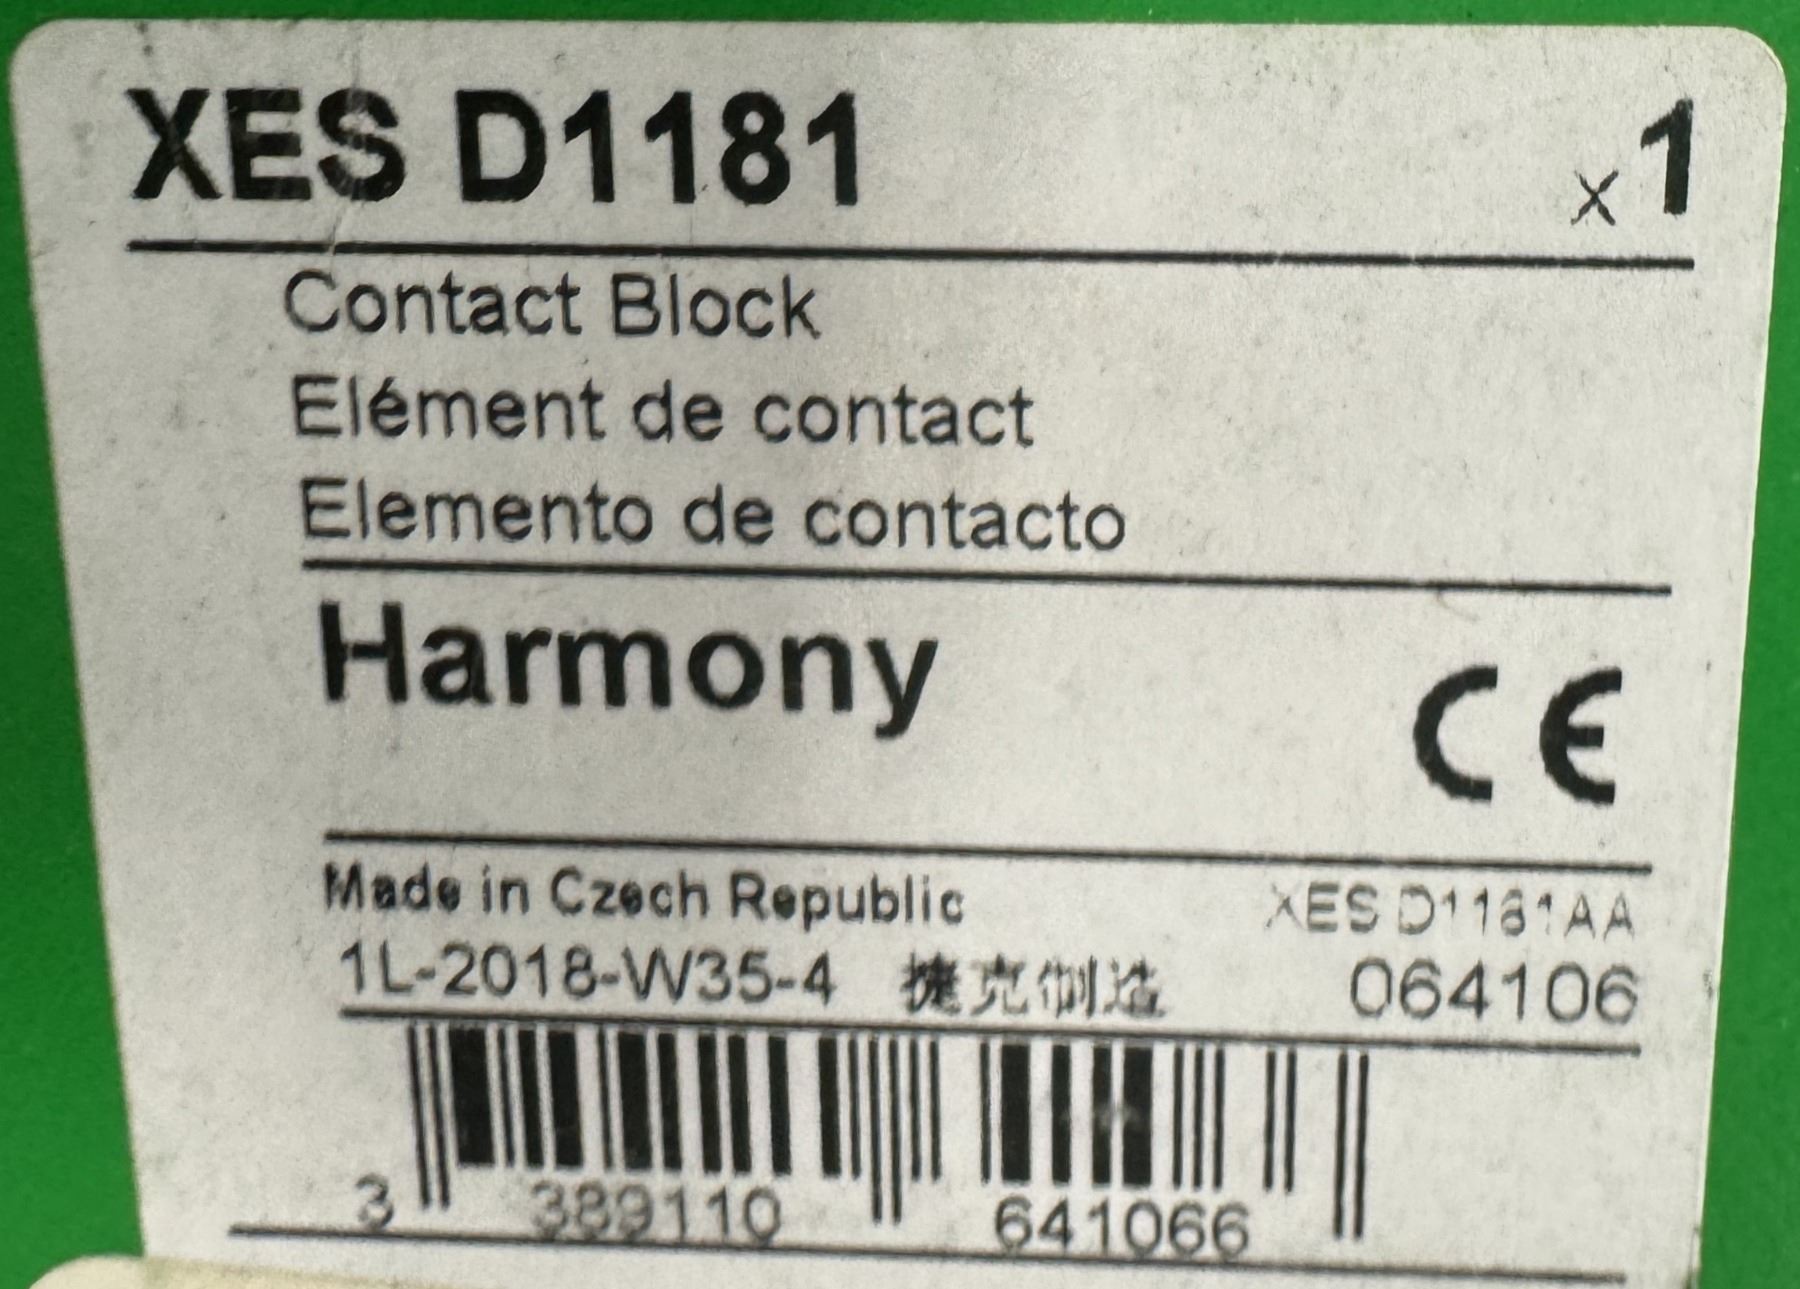 XES D1181 x1
Contact Block
Elément de contact
Elemento de contacto
Harmony CE
Made in Czech Republic XES D1181AA
1L-2018-W35-4 捷克制造 064106
3 389110 641066